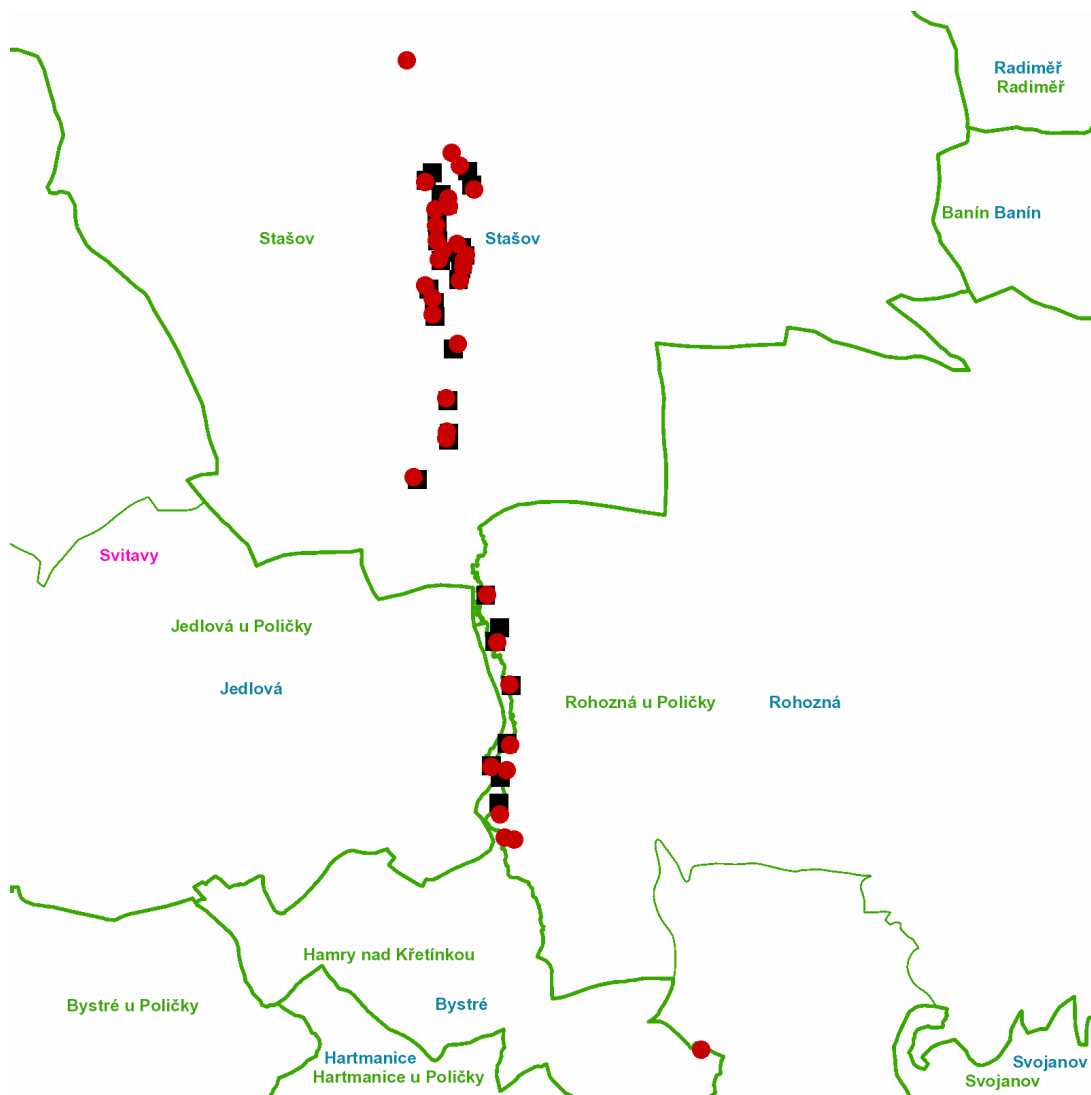 Radiměř
Radiměř
Banín Banín
Stašov Stašov
Svitavy
Jedlová u Poličky
Jedlová
Rohozná u Poličky Rohozná
Hamry nad Křetínkou
Bystré u Poličky Bystré
Hartmanice
Hartmanice u Poličky
Svojanov
Svojanov